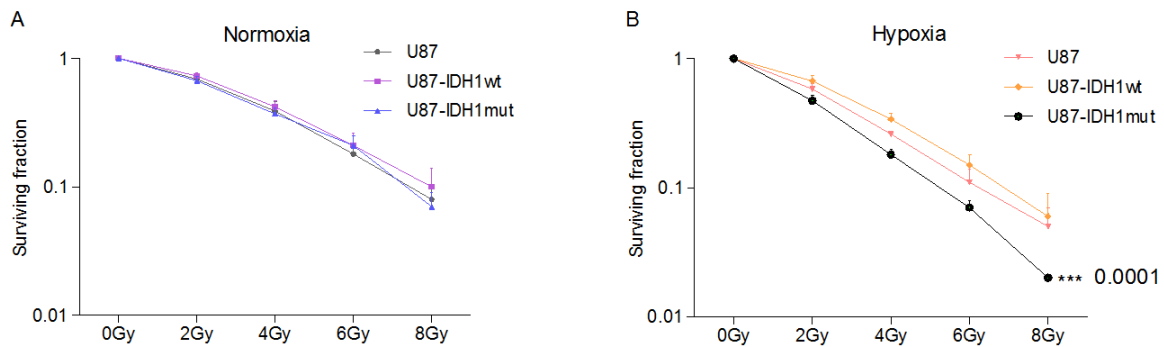 A
Normoxia
U87
U87-IDH1wt
U87-IDH1mut
Surviving fraction
1
0.1
0.01
0Gy
2Gy
4Gy
6Gy
8Gy
B
Hypoxia
U87
U87-IDH1wt
U87-IDH1mut
Surviving fraction
1
0.1
0.01
*** 0.0001
0Gy
2Gy
4Gy
6Gy
8Gy